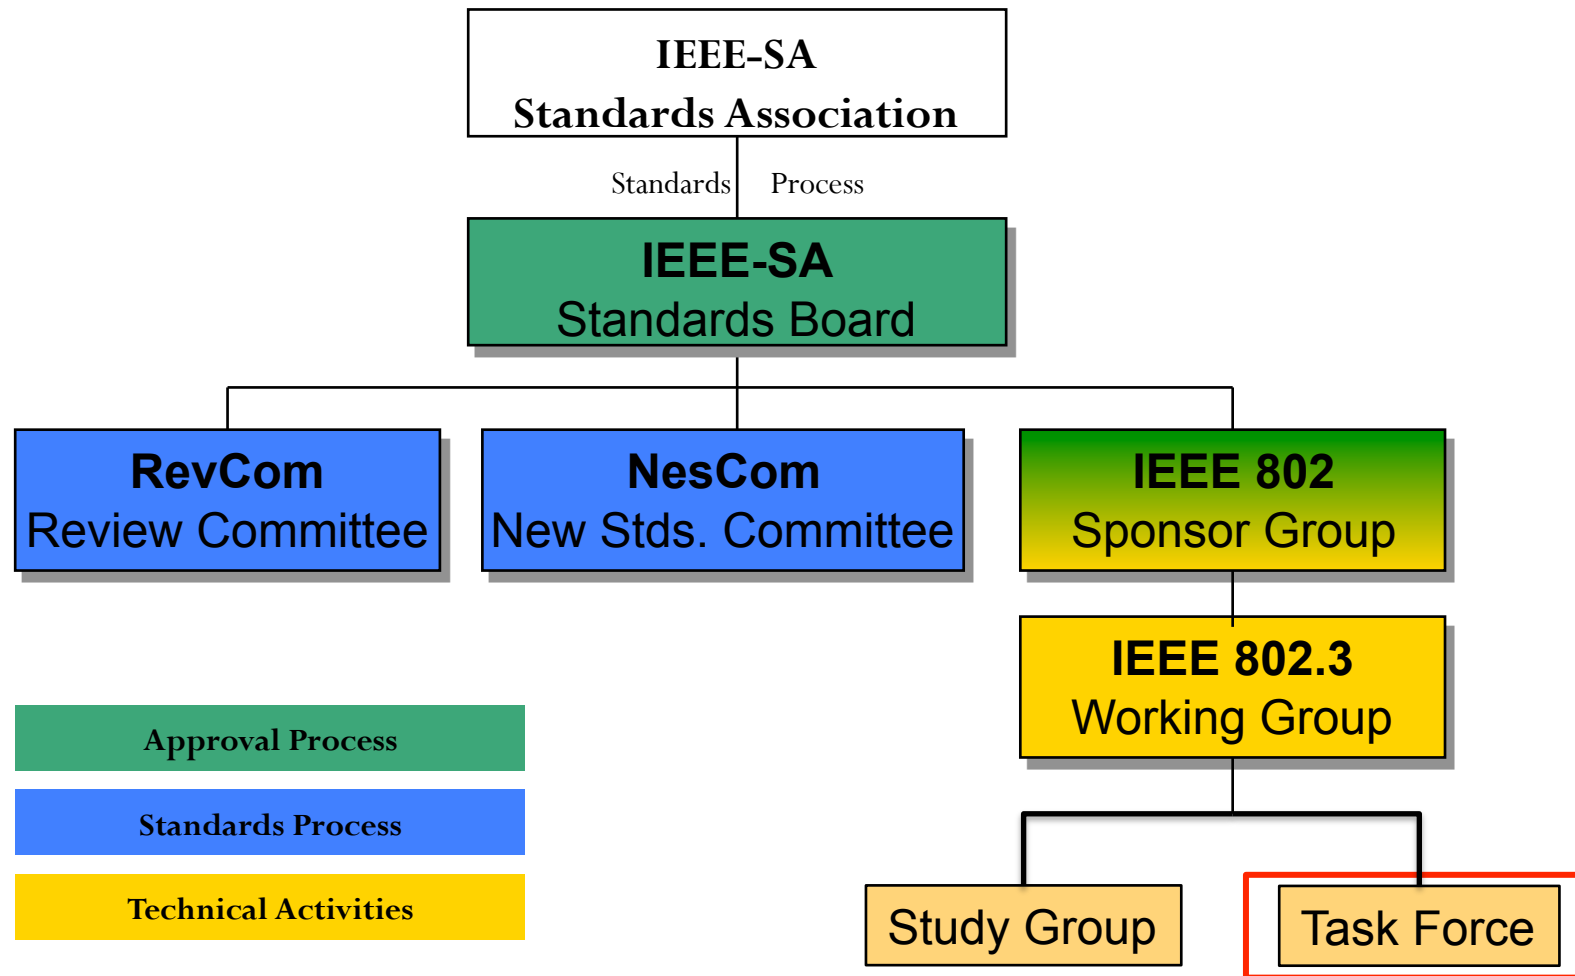 IEEE-SA
Standards Association
Standards Process
IEEE-SA
Standards Board
RevCom
Review Committee
NesCom
New Stds. Committee
IEEE 802
Sponsor Group
IEEE 802.3
Working Group
Approval Process
Standards Process
Technical Activities
Study Group
Task Force